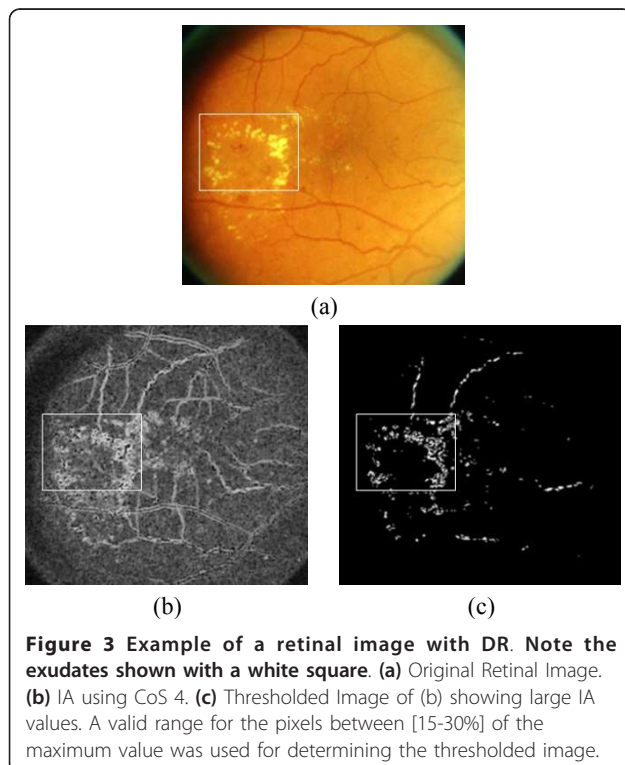 (a)
(b)
(c)
Figure 3 Example of a retinal image with DR. Note the
exudates shown with a white square. (a) Original Retinal Image.
(b) IA using CoS 4. (c) Thresholded Image of (b) showing large IA
values. A valid range for the pixels between [15-30%] of the
maximum value was used for determining the thresholded image.